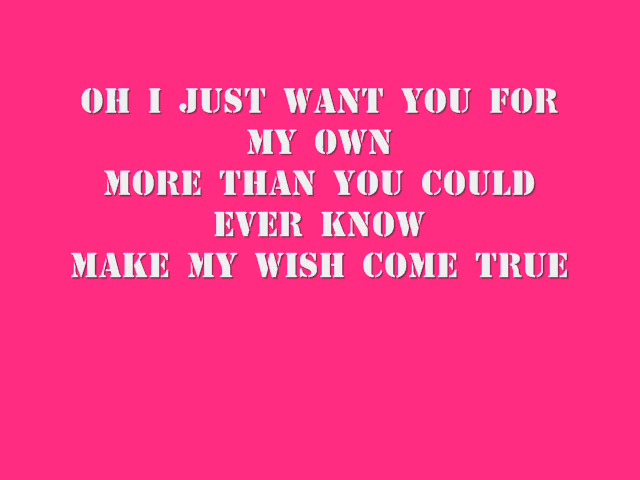 OH I JUST WANT YOU FOR
MY OWN
MORE THAN YOU COULD
EVER KNOW
MAKE MY WISH COME TRUE